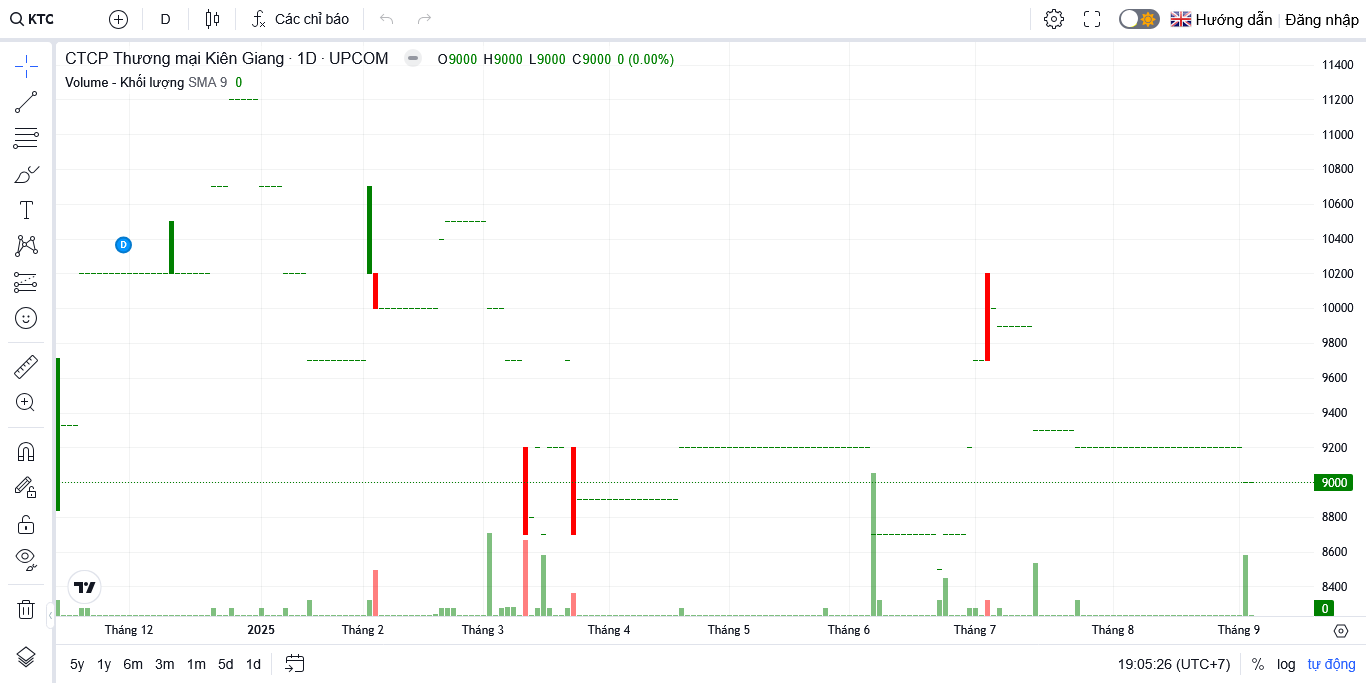 KTC D Các chỉ báo Hướng dẫn Đăng nhập
CTCP Thương mại Kiên Giang · 1D · UPCOM O9000 H9000 L9000 C9000 0 (0.00%)
Volume - Khối lượng SMA 9 0
D
11400
11200
11000
10800
10600
10400
10200
10000
9800
9600
9400
9200
9000
8800
8600
8400
0
Tháng 12 2025 Tháng 2 Tháng 3 Tháng 4 Tháng 5 Tháng 6 Tháng 7 Tháng 8 Tháng 9
5y 1y 6m 3m 1m 5d 1d 19:05:26 (UTC+7) % log tự động